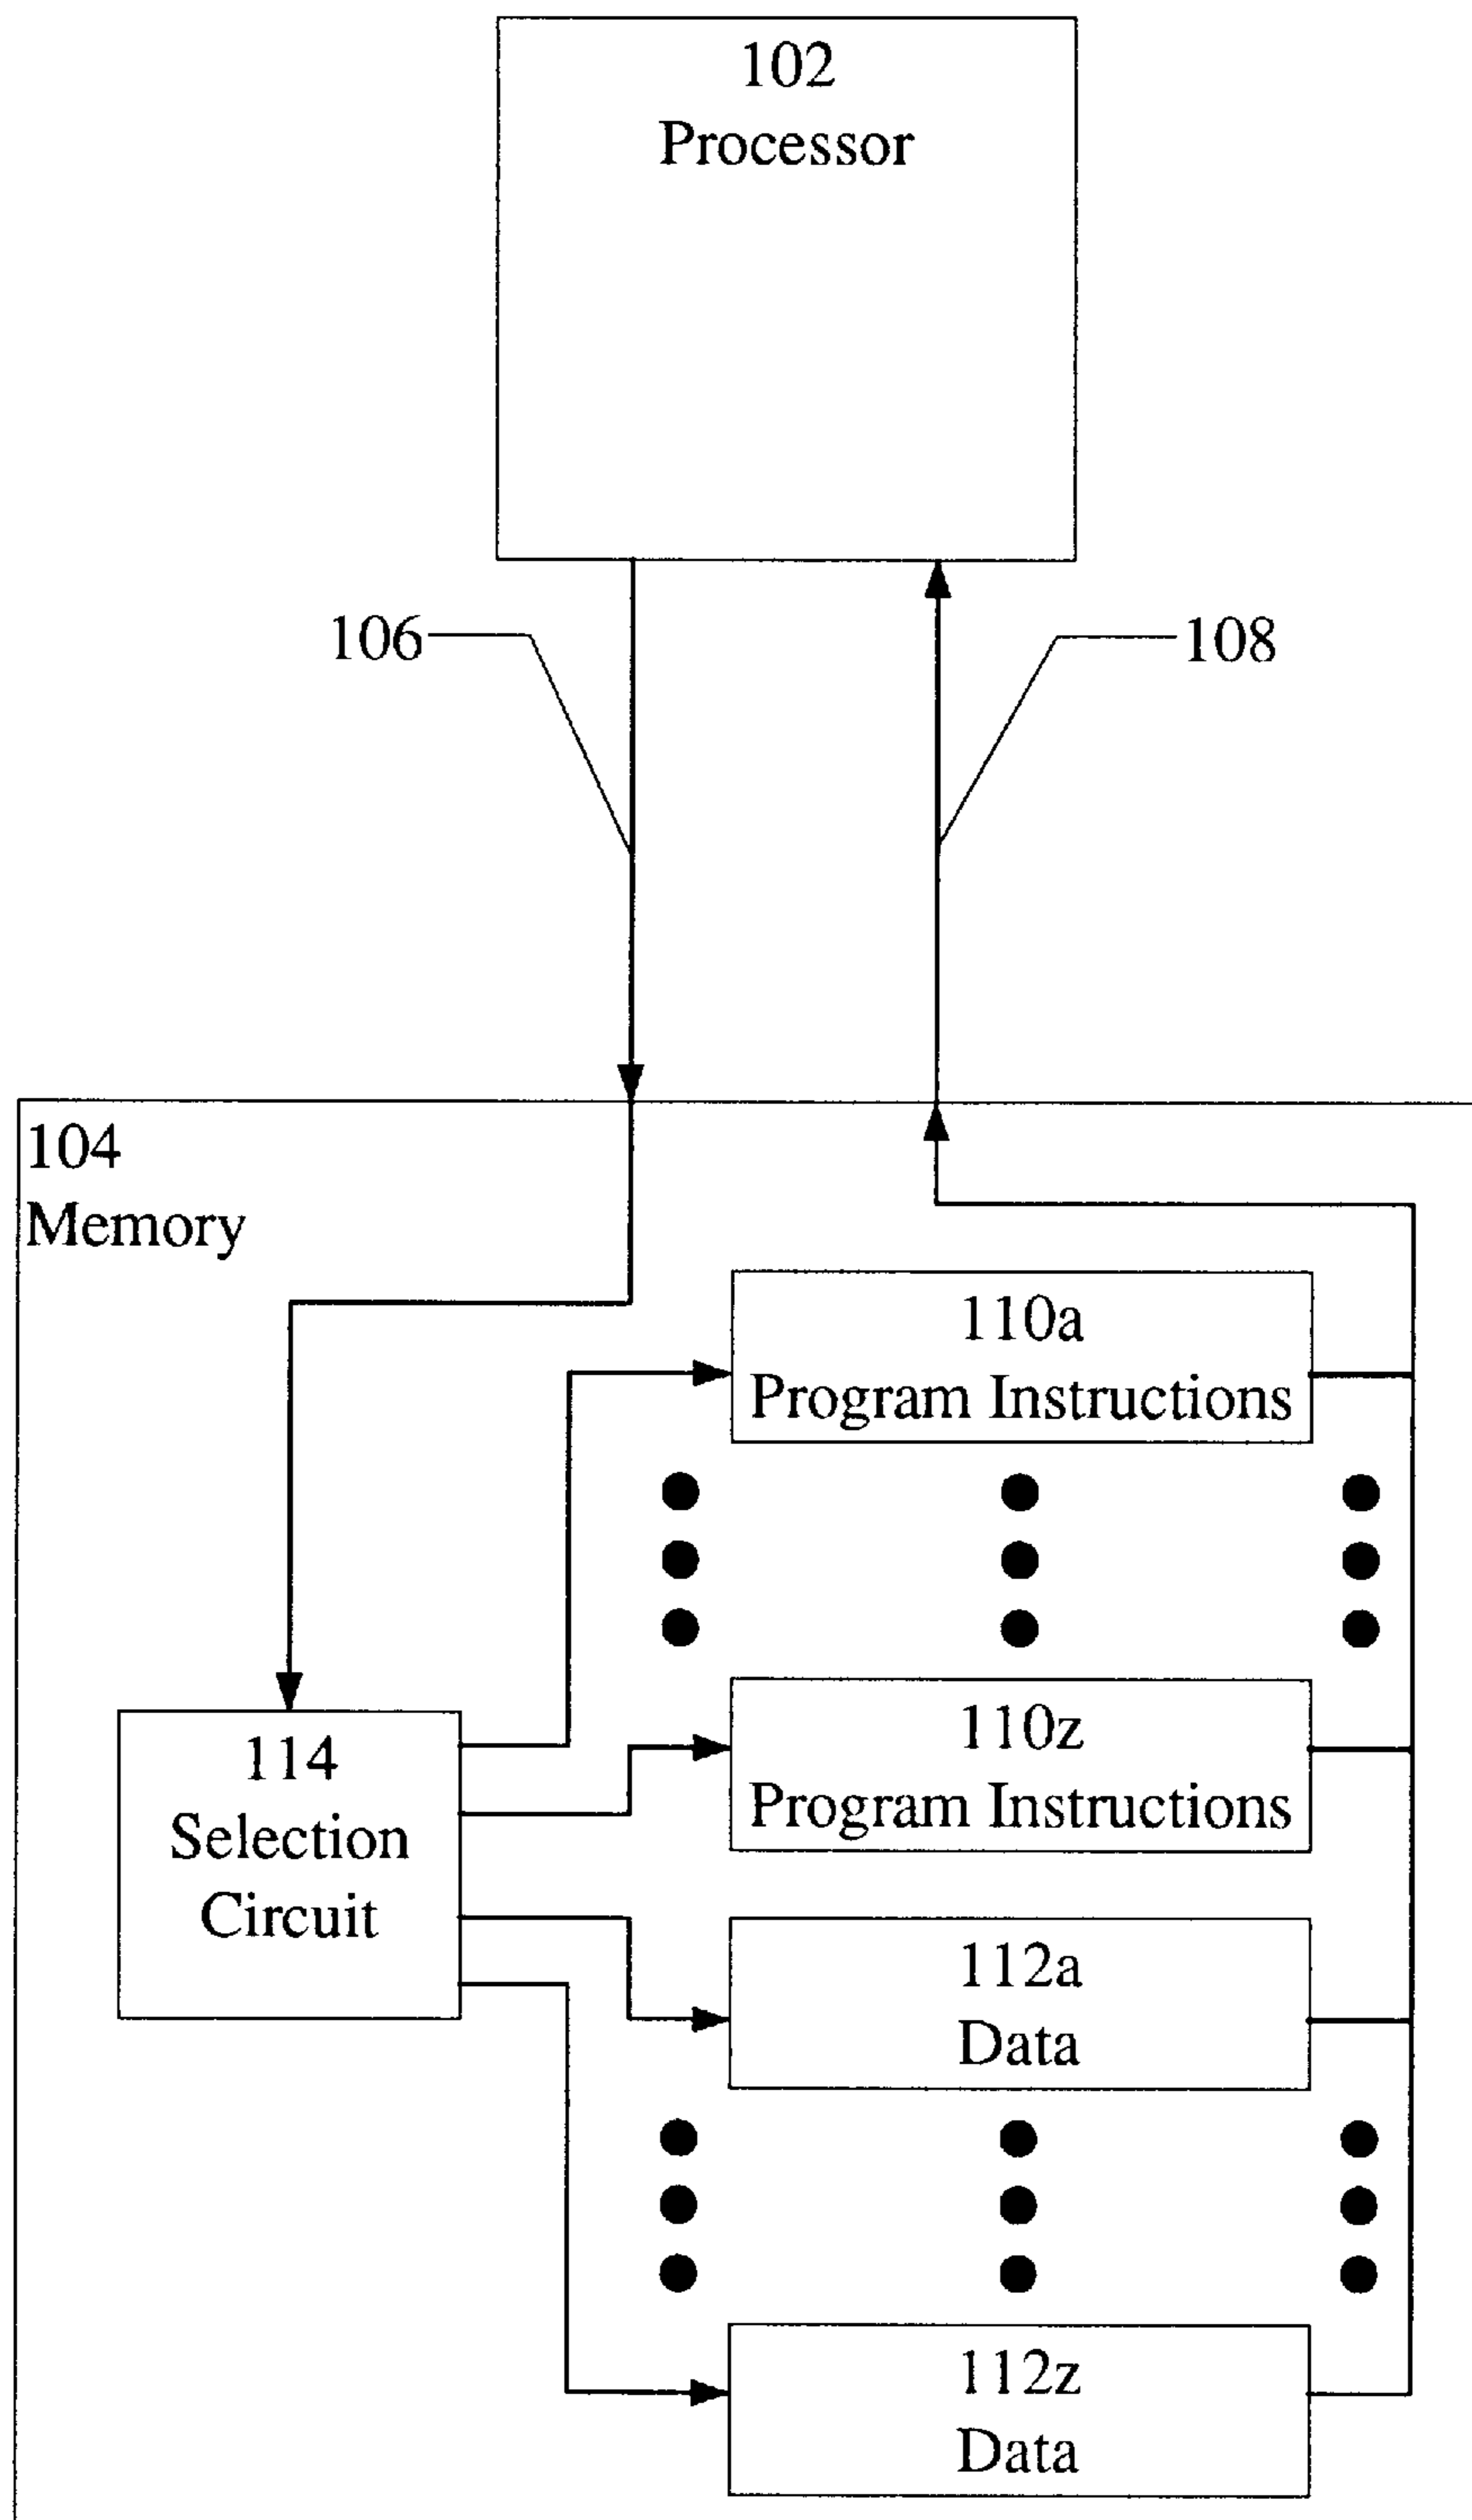 102
Processor
106
108
104
Memory
110a
Program Instructions
110z
Program Instructions
114
Selection
Circuit
112a
Data
112z
Data